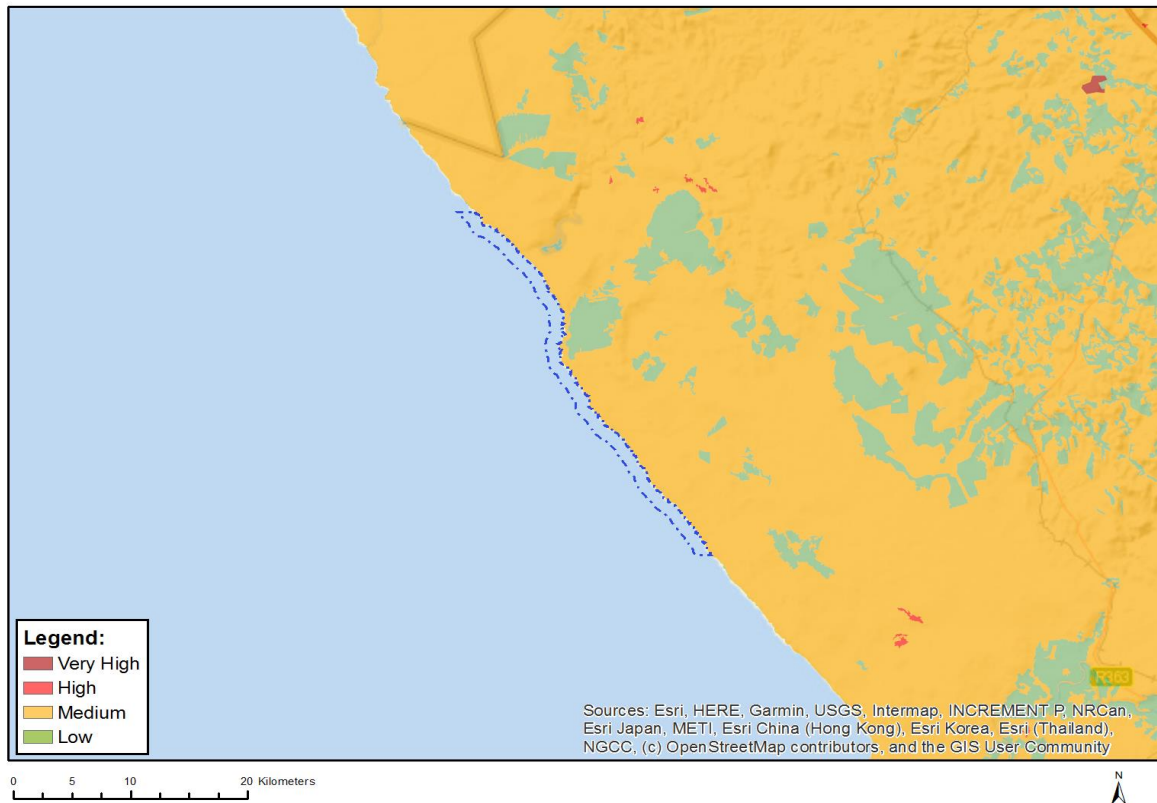 Legend:
Very High
High
Medium
Low
R363
Sources: Esri, HERE, Garmin, USGS, Intermap, INCREMENT P, NRCan,
Esri Japan, METI, Esri China (Hong Kong), Esri Korea, Esri (Thailand),
NGCC, (c) OpenStreetMap contributors, and the GIS User Community
0 5 10 20 Kilometers
N